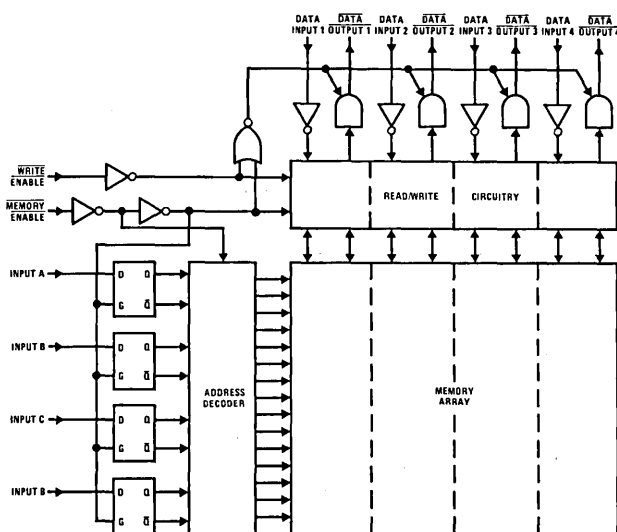 DATA INPUT 1
DATA OUTPUT 1
DATA INPUT 2
DATA OUTPUT 2
DATA INPUT 3
DATA OUTPUT 3
DATA INPUT 4
DATA OUTPUT 4
WRITE ENABLE
MEMORY ENABLE
READ/WRITE CIRCUITRY
INPUT A
D Q
G Q
INPUT B
D Q
G Q
INPUT C
D Q
G Q
INPUT B
D Q
G Q
ADDRESS DECODER
MEMORY ARRAY